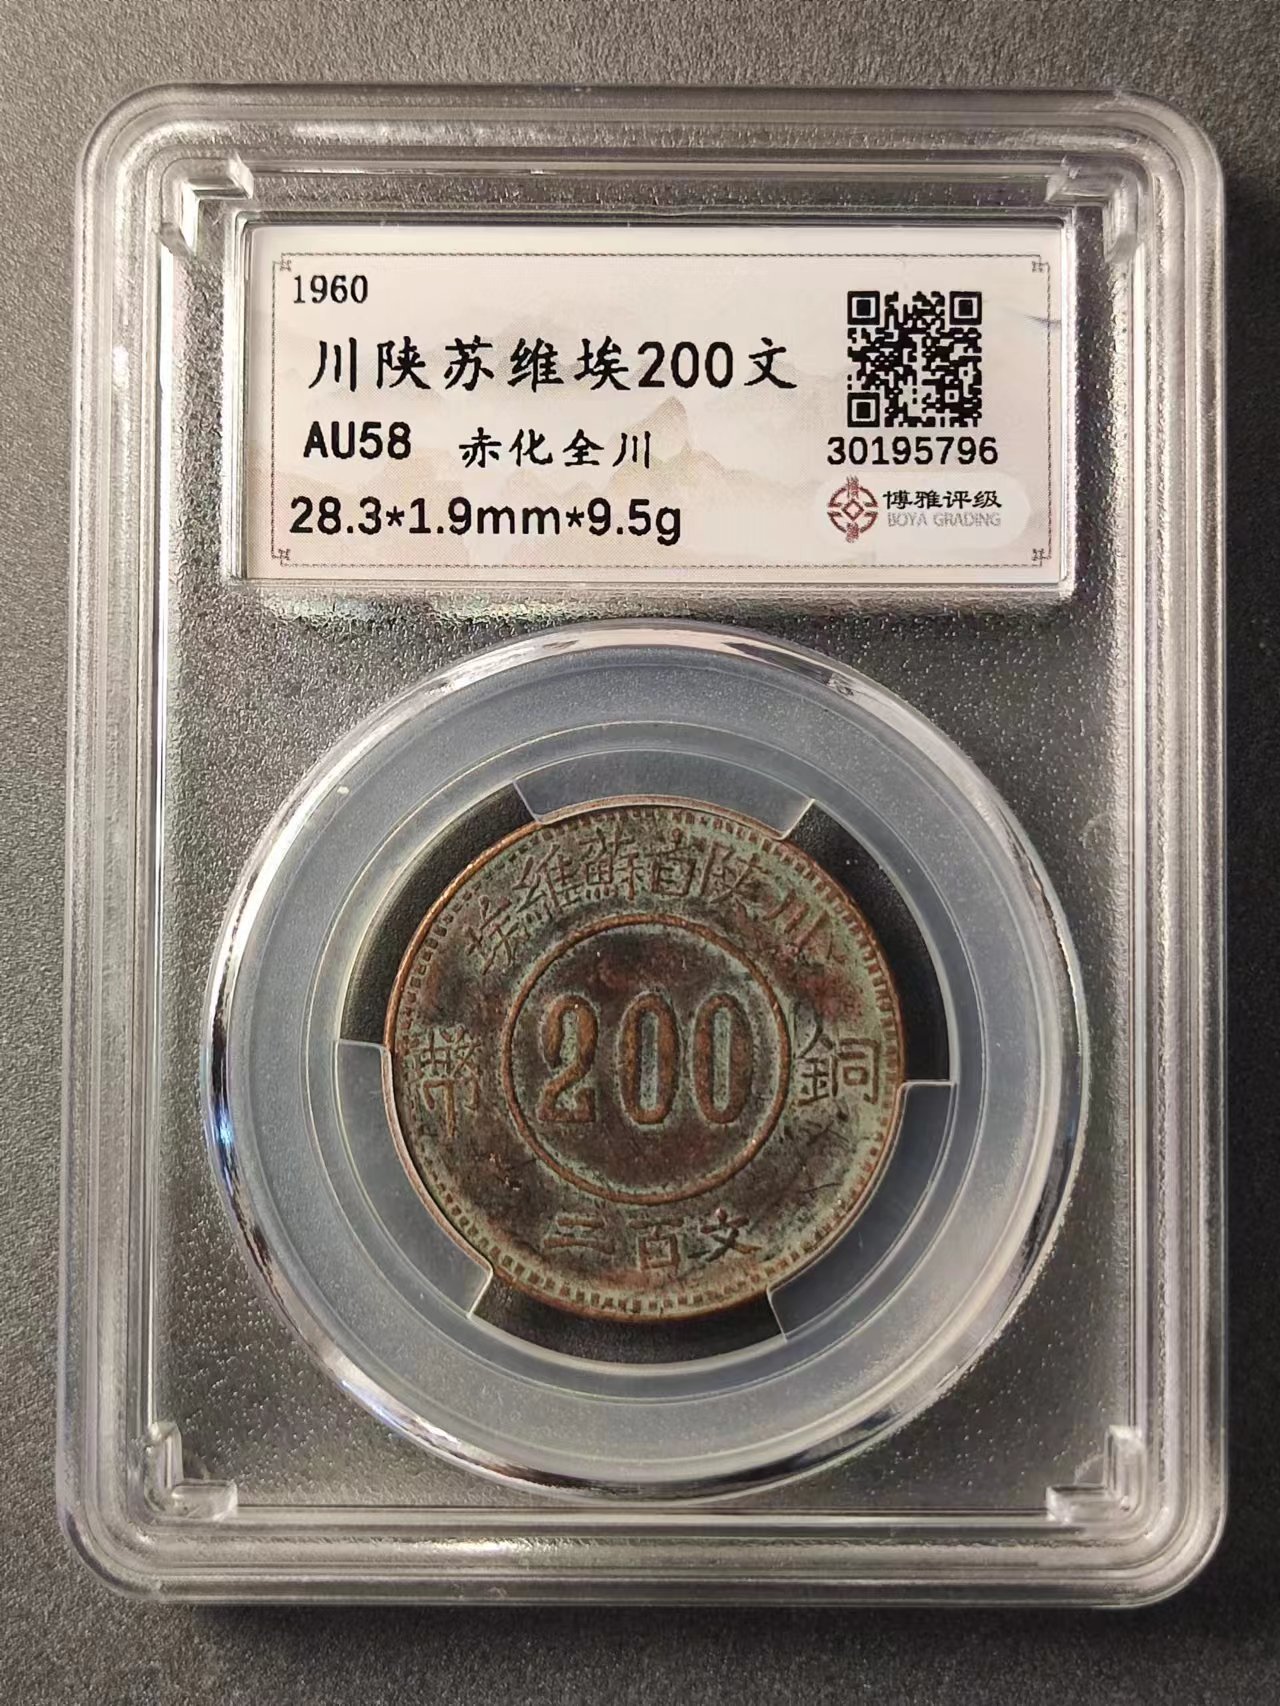 1960
川陕苏维埃200文
AU58 赤化全川
28.3*1.9mm*9.5g
30195796
博雅评级
BOYA GRADING
埃維蘇省陕川
幣 200 銅
二百文